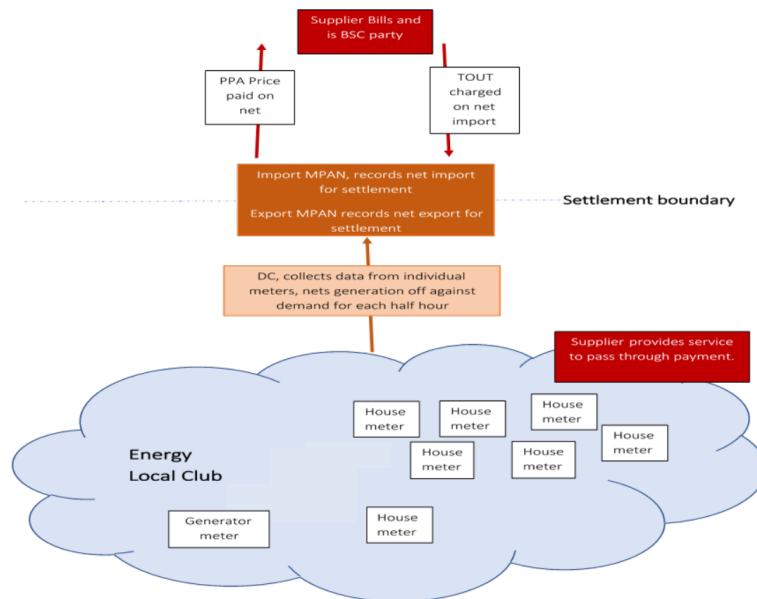 Supplier Bills and
is BSC party
PPA Price
paid on
net
TOUT
charged
on net
import
Import MPAN, records net import
for settlement
Export MPAN records net export for
settlement
Settlement boundary
DC, collects data from individual
meters, nets generation off against
demand for each half hour
Supplier provides service
to pass through payment.
House
meter
House
meter
House
meter
House
meter
House
meter
House
meter
Energy
Local Club
Generator
meter
House
meter